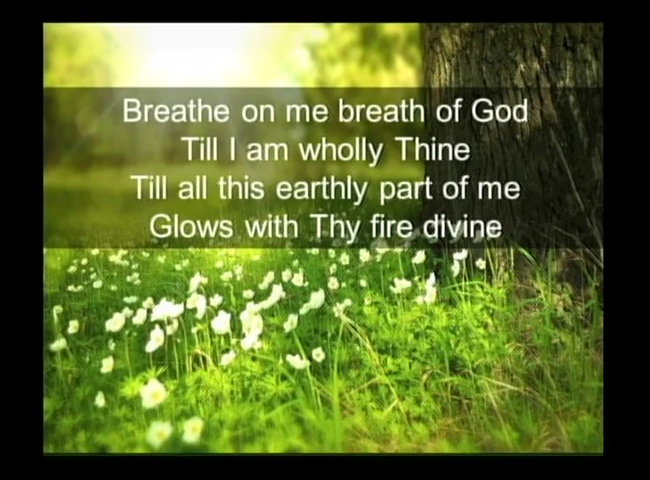 Breathe on me breath of God
Till I am wholly Thine
Till all this earthly part of me
Glows with Thy fire divine